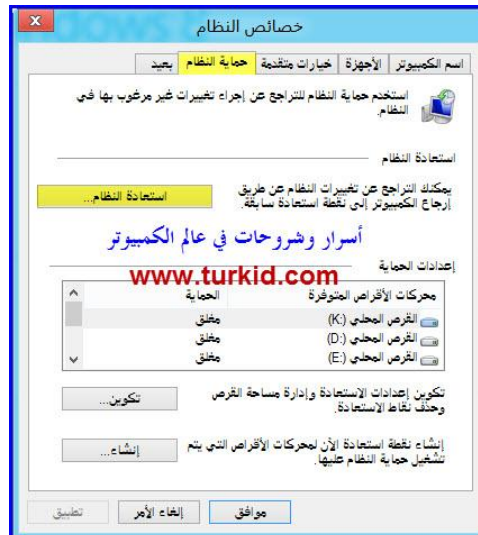 خصائص النظام
اسم الكمبيوتر الأجهزة خيارات متقدمة حماية النظام بعيد
استخدم حماية النظام للتراجع عن إجراء تغييرات غير مرغوب بها في
النظام.
استعادة النظام
يمكنك التراجع عن تغييرات النظام عن طريق
إرجاع الكمبيوتر إلى نقطة استعادة سابقة.
استعادة النظام...
أسرار وشروحات في عالم الكمبيوتر
إعدادات الحماية
www.turkid.com
محركات الأقراص المتوفرة الحماية
القرص المحلي (K:) مغلق
القرص المحلي (D:) مغلق
القرص المحلي (E:) مغلق
تكوين إعدادات الاستعادة وإدارة مساحة القرص
وحذف نقاط الاستعادة.
تكوين...
إنشاء نقطة استعادة الآن لمحركات الأقراص التي يتم
تشغيل حماية النظام عليها.
إنشاء...
موافق إلغاء الأمر تطبيق